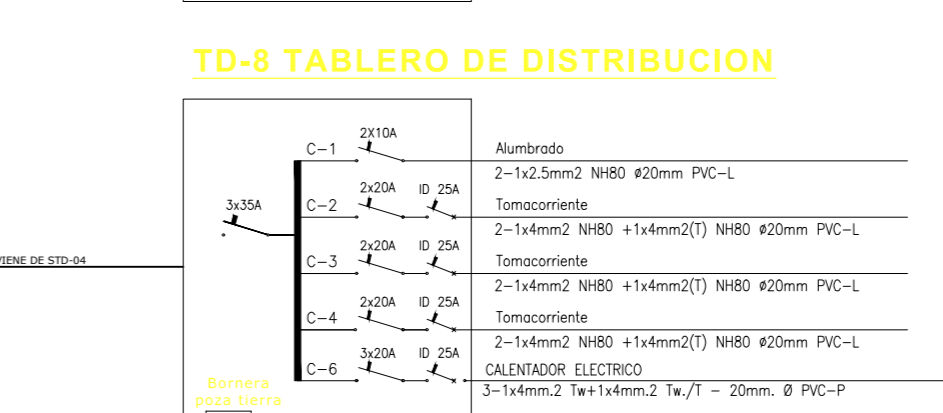 TD-8 TABLERO DE DISTRIBUCION
2X10A
C-1
Alumbrado
2-1x2.5mm2 NH80 ø20mm PVC-L
3x35A
2x20A
ID 25A
C-2
Tomacorriente
2-1x4mm2 NH80 +1x4mm2(T) NH80 ø20mm PVC-L
2x20A
ID 25A
C-3
Tomacorriente
2-1x4mm2 NH80 +1x4mm2(T) NH80 ø20mm PVC-L
VIENE DE STD-04
2x20A
ID 25A
C-4
Tomacorriente
2-1x4mm2 NH80 +1x4mm2(T) NH80 ø20mm PVC-L
3x20A
ID 25A
C-6
CALENTADOR ELECTRICO
3-1x4mm.2 Tw+1x4mm.2 Tw./T - 20mm. Ø PVC-P
Bornera
poza tierra